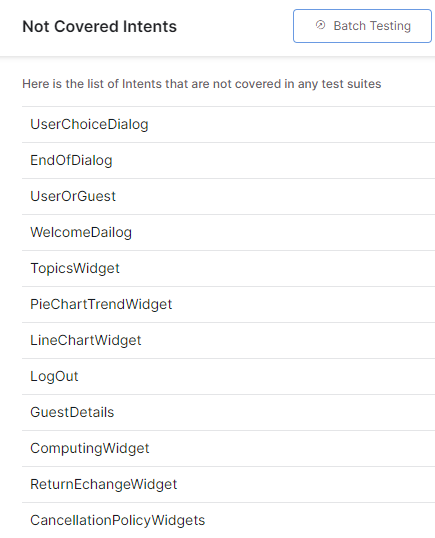 Not Covered Intents
Batch Testing
Here is the list of Intents that are not covered in any test suites
UserChoiceDialog
EndOfDialog
UserOrGuest
WelcomeDailog
TopicsWidget
PieChartTrendWidget
LineChartWidget
LogOut
GuestDetails
ComputingWidget
ReturnEchangeWidget
CancellationPolicyWidgets